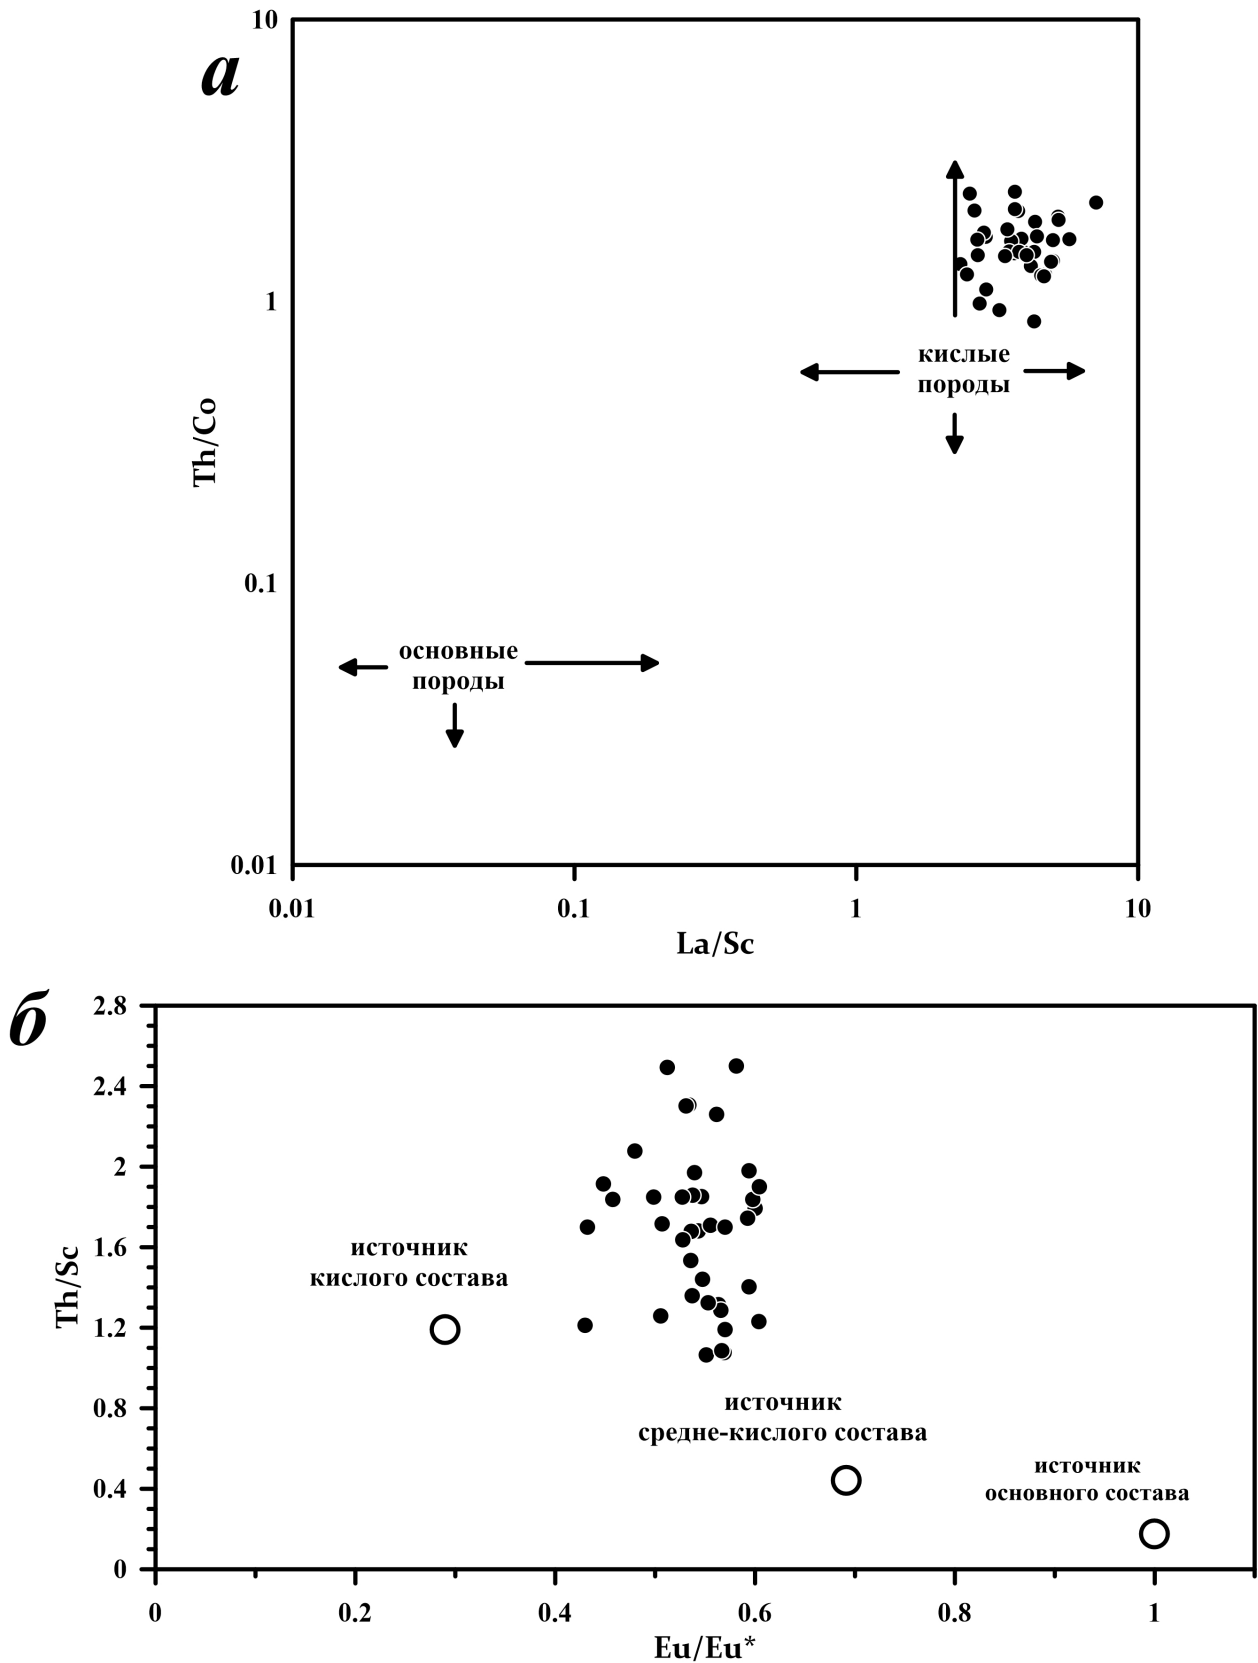 а
10
1
0.1
0.01
Th/Co
кислые
породы
основные
породы
0.01
0.1
1
10
La/Sc
б
2.8
2.4
2
1.6
1.2
0.8
0.4
0
Th/Sc
источник
кислого состава
источник
средне-кислого состава
источник
основного состава
0
0.2
0.4
0.6
0.8
1
Eu/Eu*